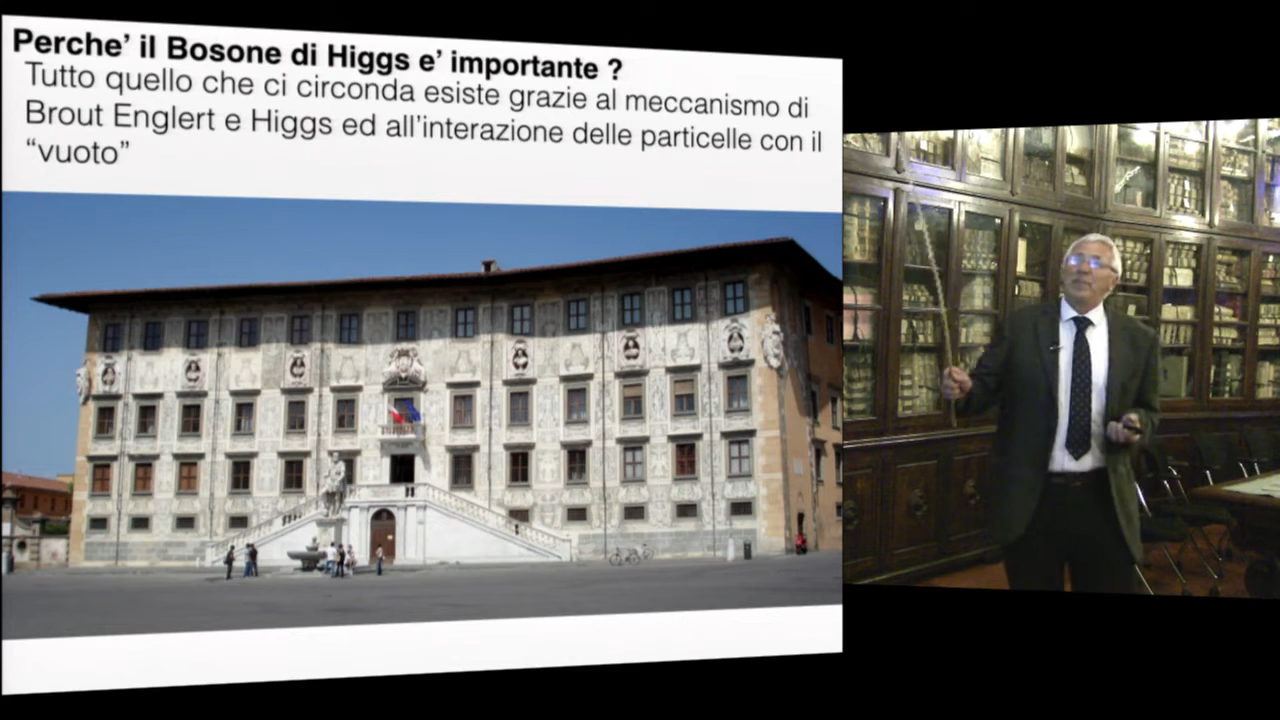 Perche’ il Bosone di Higgs e’ importante ?
Tutto quello che ci circonda esiste grazie al meccanismo di
Brout Englert e Higgs ed all’interazione delle particelle con il
“vuoto”